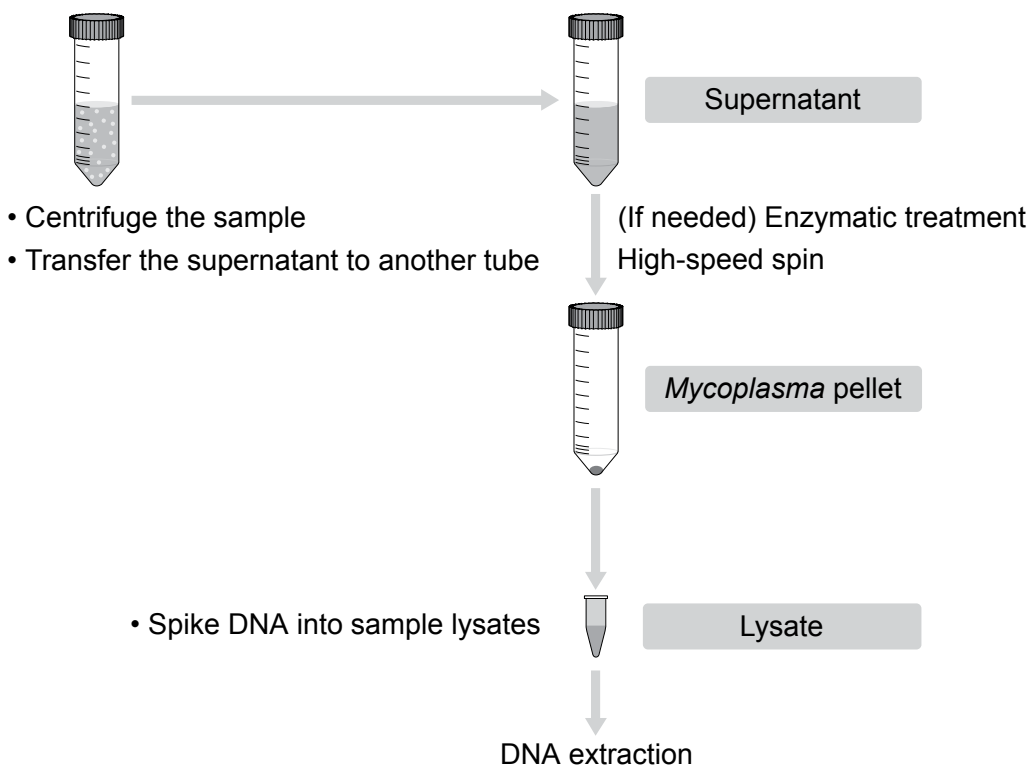 Supernatant
• Centrifuge the sample
• Transfer the supernatant to another tube
(If needed) Enzymatic treatment
High-speed spin
Mycoplasma pellet
• Spike DNA into sample lysates
Lysate
DNA extraction